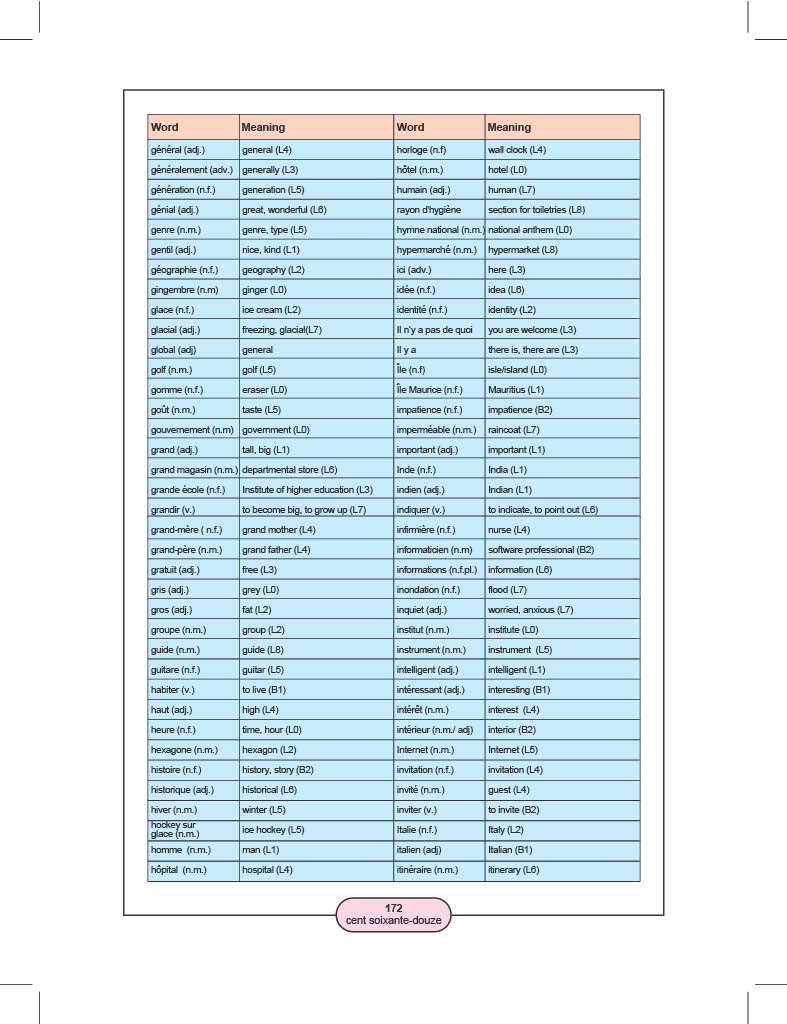 Word Meaning Word Meaning
général (adj.) general (L4) horloge (n.f) wall clock (L4)
généralement (adv.) generally (L3) hôtel (n.m.) hotel (L0)
génération (n.f.) generation (L5) humain (adj.) human (L7)
génial (adj.) great, wonderful (L6) rayon d'hygiène section for toiletries (L8)
genre (n.m.) genre, type (L5) hymne national (n.m.) national anthem (L0)
gentil (adj.) nice, kind (L1) hypermarché (n.m.) hypermarket (L8)
géographie (n.f.) geography (L2) ici (adv.) here (L3)
gingembre (n.m) ginger (L0) idée (n.f.) idea (L6)
glace (n.f.) ice cream (L2) identité (n.f.) identity (L2)
glacial (adj.) freezing, glacial(L7) Il n'y a pas de quoi you are welcome (L3)
global (adj) general Il y a there is, there are (L3)
golf (n.m.) golf (L5) Île (n.f) isle/island (L0)
gomme (n.f.) eraser (L0) Île Maurice (n.f.) Mauritius (L1)
goût (n.m.) taste (L5) impatience (n.f.) impatience (B2)
gouvernement (n.m) government (L0) imperméable (n.m.) raincoat (L7)
grand (adj.) tall, big (L1) important (adj.) important (L1)
grand magasin (n.m.) departmental store (L6) Inde (n.f.) India (L1)
grande école (n.f.) Institute of higher education (L3) indien (adj.) Indian (L1)
grandir (v.) to become big, to grow up (L7) indiquer (v.) to indicate, to point out (L6)
grand-mère ( n.f.) grand mother (L4) infirmière (n.f.) nurse (L4)
grand-père (n.m.) grand father (L4) informaticien (n.m) software professional (B2)
gratuit (adj.) free (L3) informations (n.f.pl.) information (L6)
gris (adj.) grey (L0) inondation (n.f.) flood (L7)
gros (adj.) fat (L2) inquiet (adj.) worried, anxious (L7)
groupe (n.m.) group (L2) institut (n.m.) institute (L0)
guide (n.m.) guide (L8) instrument (n.m.) instrument (L5)
guitare (n.f.) guitar (L5) intelligent (adj.) intelligent (L1)
habiter (v.) to live (B1) intéressant (adj.) interesting (B1)
haut (adj.) high (L4) intérêt (n.m.) interest (L4)
heure (n.f.) time, hour (L0) intérieur (n.m./ adj) interior (B2)
hexagone (n.m.) hexagon (L2) Internet (n.m.) Internet (L5)
histoire (n.f.) history, story (B2) invitation (n.f.) invitation (L4)
historique (adj.) historical (L6) invité (n.m.) guest (L4)
hiver (n.m.) winter (L5) inviter (v.) to invite (B2)
hockey sur
glace (n.m.) ice hockey (L5) Italie (n.f.) Italy (L2)
homme (n.m.) man (L1) italien (adj) Italian (B1)
hôpital (n.m.) hospital (L4) itinéraire (n.m.) itinerary (L6)
172
cent soixante-douze